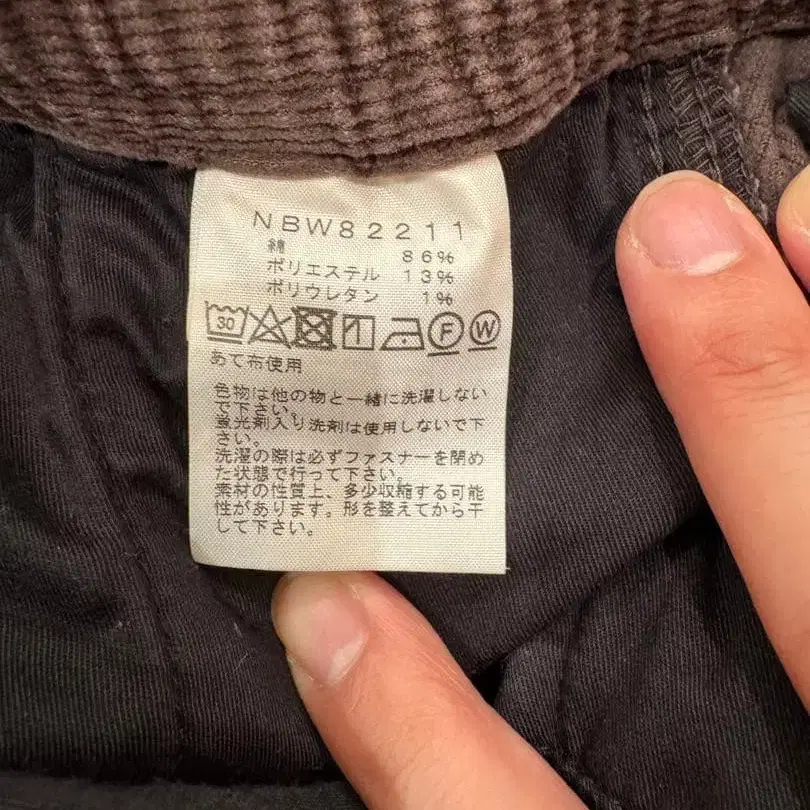 NBW82211
綿 86%
ポリエステル 13%
ポリウレタン 1%
30 F W
あて布使用
色物は他の物と一緒に洗濯しない
で下さい。
蛍光剤入り洗剤は使用しないで下
さい。
洗濯の際は必ずファスナーを閉め
た状態で行って下さい。
素材の性質上、多少収縮する可能
性があります。形を整えてから干
して下さい。